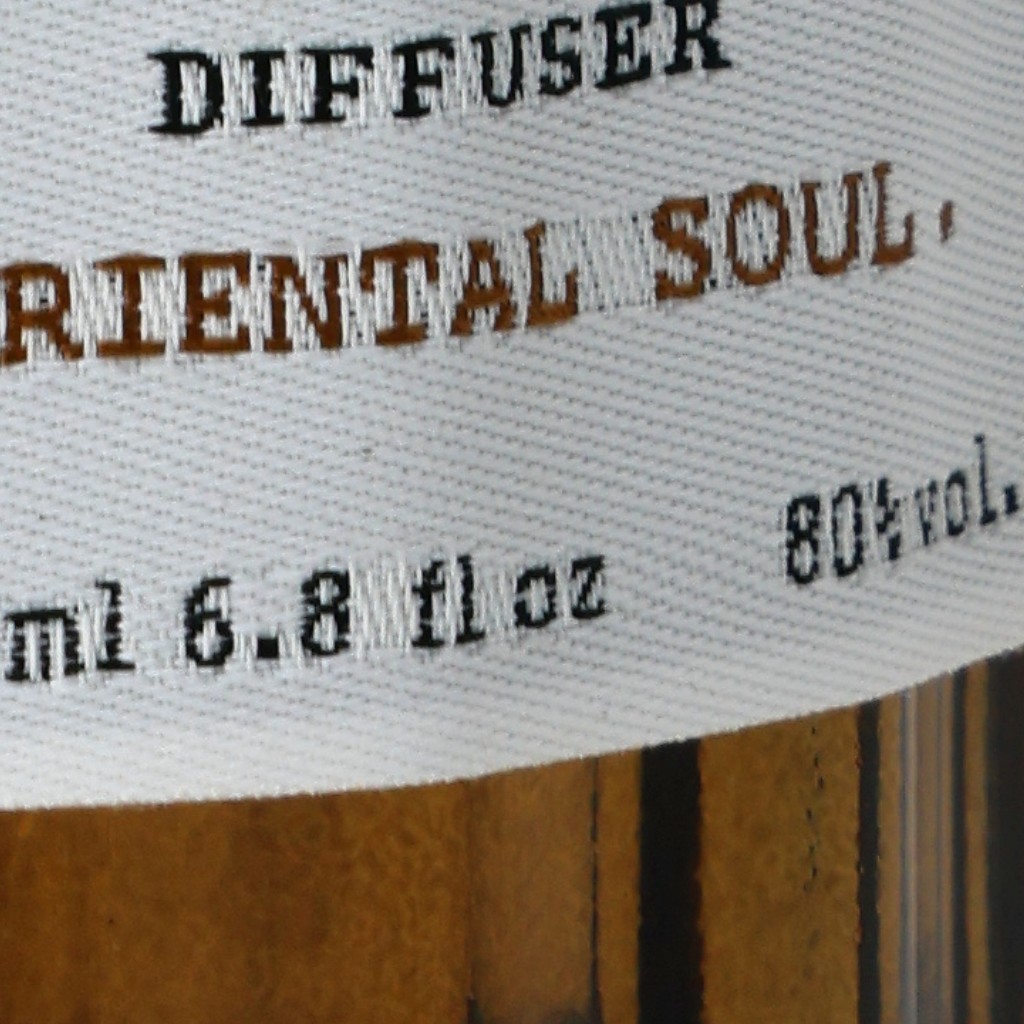 DIFFUSER
RIENTAL SOUL.
ml 6.8 fl oz 80%vol.